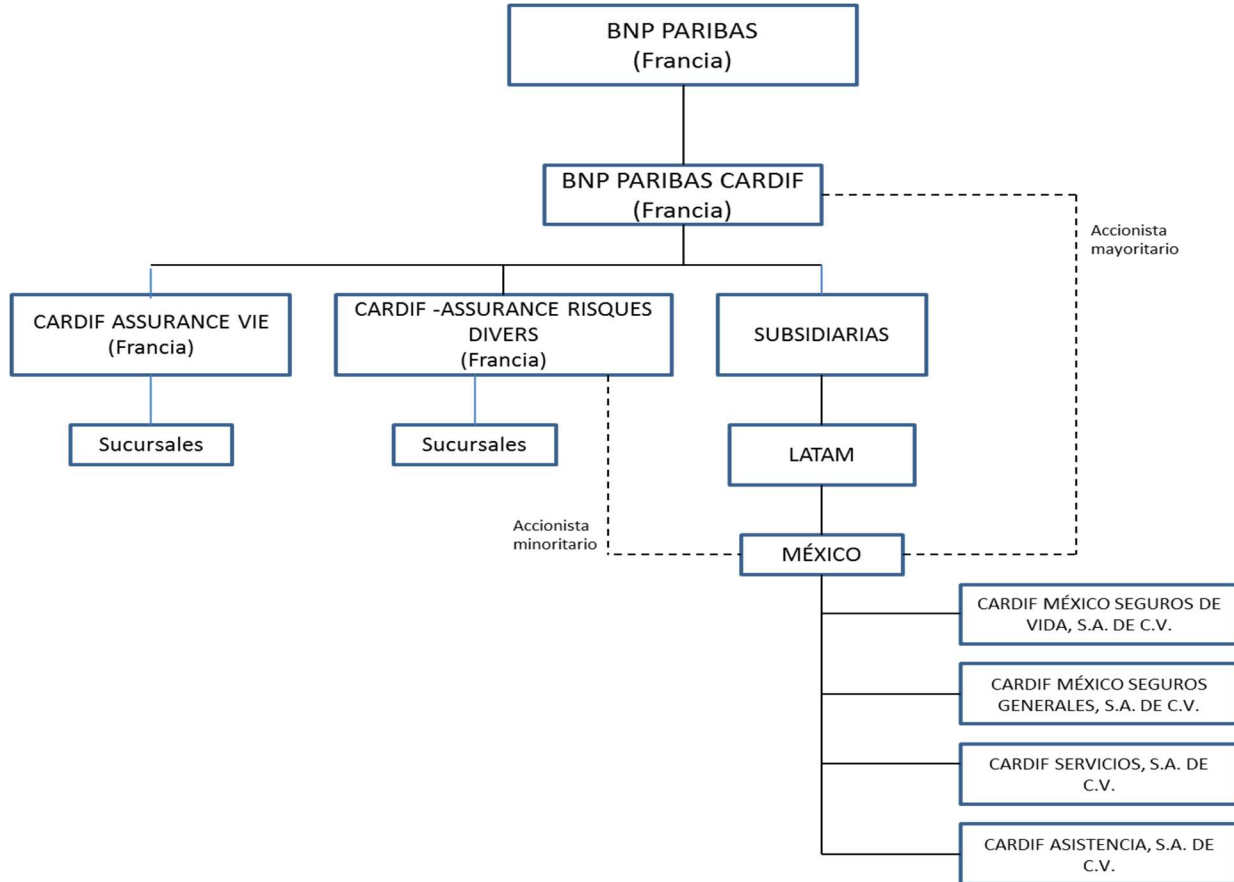 BNP PARIBAS
(Francia)
BNP PARIBAS CARDIF
(Francia)
Accionista
mayoritario
CARDIF ASSURANCE VIE
(Francia)
CARDIF -ASSURANCE RISQUES
DIVERS
(Francia)
SUBSIDIARIAS
Sucursales
Sucursales
LATAM
Accionista
minoritario
MÉXICO
CARDIF MÉXICO SEGUROS DE
VIDA, S.A. DE C.V.
CARDIF MÉXICO SEGUROS
GENERALES, S.A. DE C.V.
CARDIF SERVICIOS, S.A. DE
C.V.
CARDIF ASISTENCIA, S.A. DE
C.V.